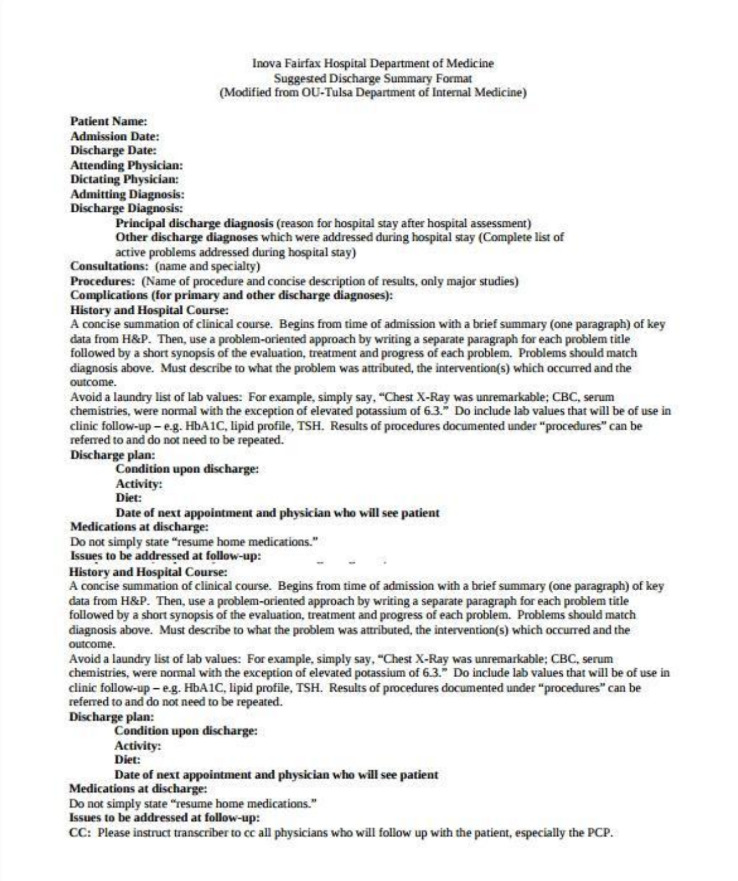 Inova Fairfax Hospital Department of Medicine
Suggested Discharge Summary Format
(Modified from OU-Tulsa Department of Internal Medicine)
Patient Name:
Admission Date:
Discharge Date:
Attending Physician:
Dictating Physician:
Admitting Diagnosis:
Discharge Diagnosis:
Principal discharge diagnosis (reason for hospital stay after hospital assessment)
Other discharge diagnoses which were addressed during hospital stay (Complete list of
active problems addressed during hospital stay)
Consultations: (name and specialty)
Procedures: (Name of procedure and concise description of results, only major studies)
Complications (for primary and other discharge diagnoses):
History and Hospital Course:
A concise summation of clinical course. Begins from time of admission with a brief summary (one paragraph) of key
data from H&P. Then, use a problem-oriented approach by writing a separate paragraph for each problem title
followed by a short synopsis of the evaluation, treatment and progress of each problem. Problems should match
diagnosis above. Must describe to what the problem was attributed, the intervention(s) which occurred and the
outcome.
Avoid a laundry list of lab values: For example, simply say, “Chest X-Ray was unremarkable; CBC, serum
chemistries, were normal with the exception of elevated potassium of 6.3.” Do include lab values that will be of use in
clinic follow-up – e.g. HbA1C, lipid profile, TSH. Results of procedures documented under “procedures” can be
referred to and do not need to be repeated.
Discharge plan:
Condition upon discharge:
Activity:
Diet:
Date of next appointment and physician who will see patient
Medications at discharge:
Do not simply state “resume home medications.”
Issues to be addressed at follow-up:
History and Hospital Course:
A concise summation of clinical course. Begins from time of admission with a brief summary (one paragraph) of key
data from H&P. Then, use a problem-oriented approach by writing a separate paragraph for each problem title
followed by a short synopsis of the evaluation, treatment and progress of each problem. Problems should match
diagnosis above. Must describe to what the problem was attributed, the intervention(s) which occurred and the
outcome.
Avoid a laundry list of lab values: For example, simply say, “Chest X-Ray was unremarkable; CBC, serum
chemistries, were normal with the exception of elevated potassium of 6.3.” Do include lab values that will be of use in
clinic follow-up – e.g. HbA1C, lipid profile, TSH. Results of procedures documented under “procedures” can be
referred to and do not need to be repeated.
Discharge plan:
Condition upon discharge:
Activity:
Diet:
Date of next appointment and physician who will see patient
Medications at discharge:
Do not simply state “resume home medications.”
Issues to be addressed at follow-up:
CC: Please instruct transcriber to cc all physicians who will follow up with the patient, especially the PCP.